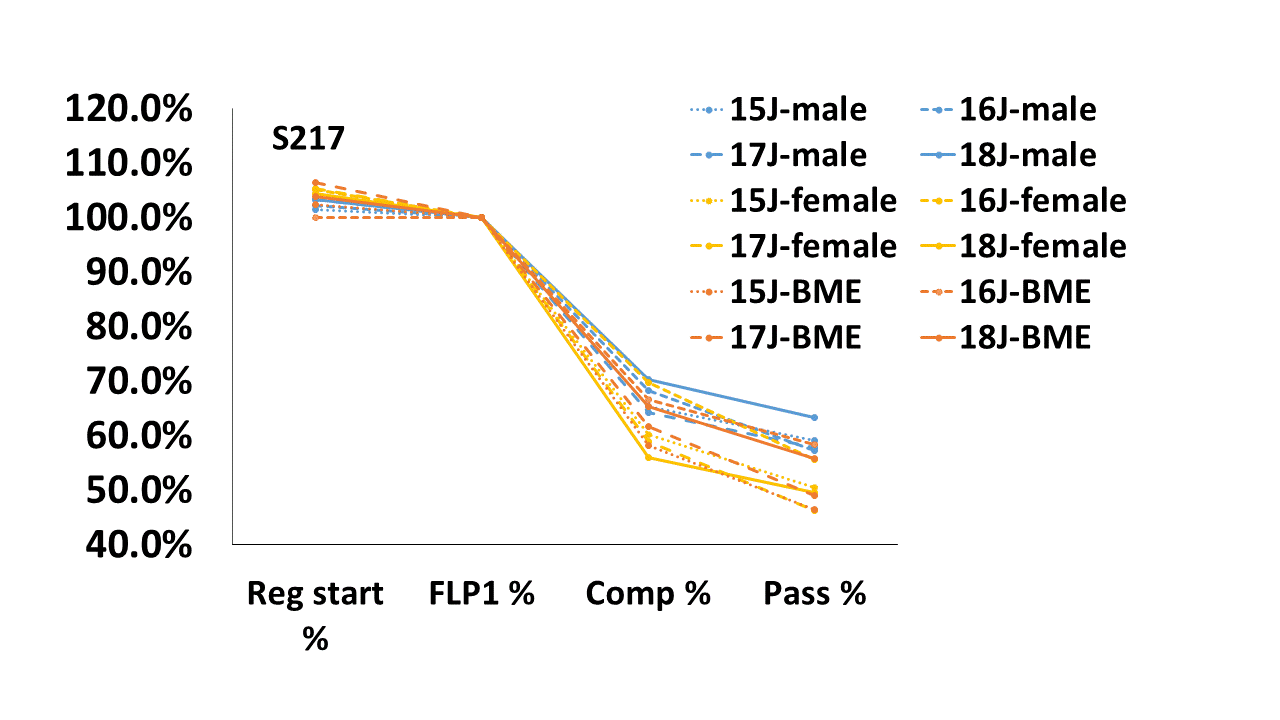 120.0%
110.0%
100.0%
90.0%
80.0%
70.0%
60.0%
50.0%
40.0%
S217
15J-male 16J-male
17J-male 18J-male
15J-female 16J-female
17J-female 18J-female
15J-BME 16J-BME
17J-BME 18J-BME
Reg start FLP1 % Comp % Pass %
%